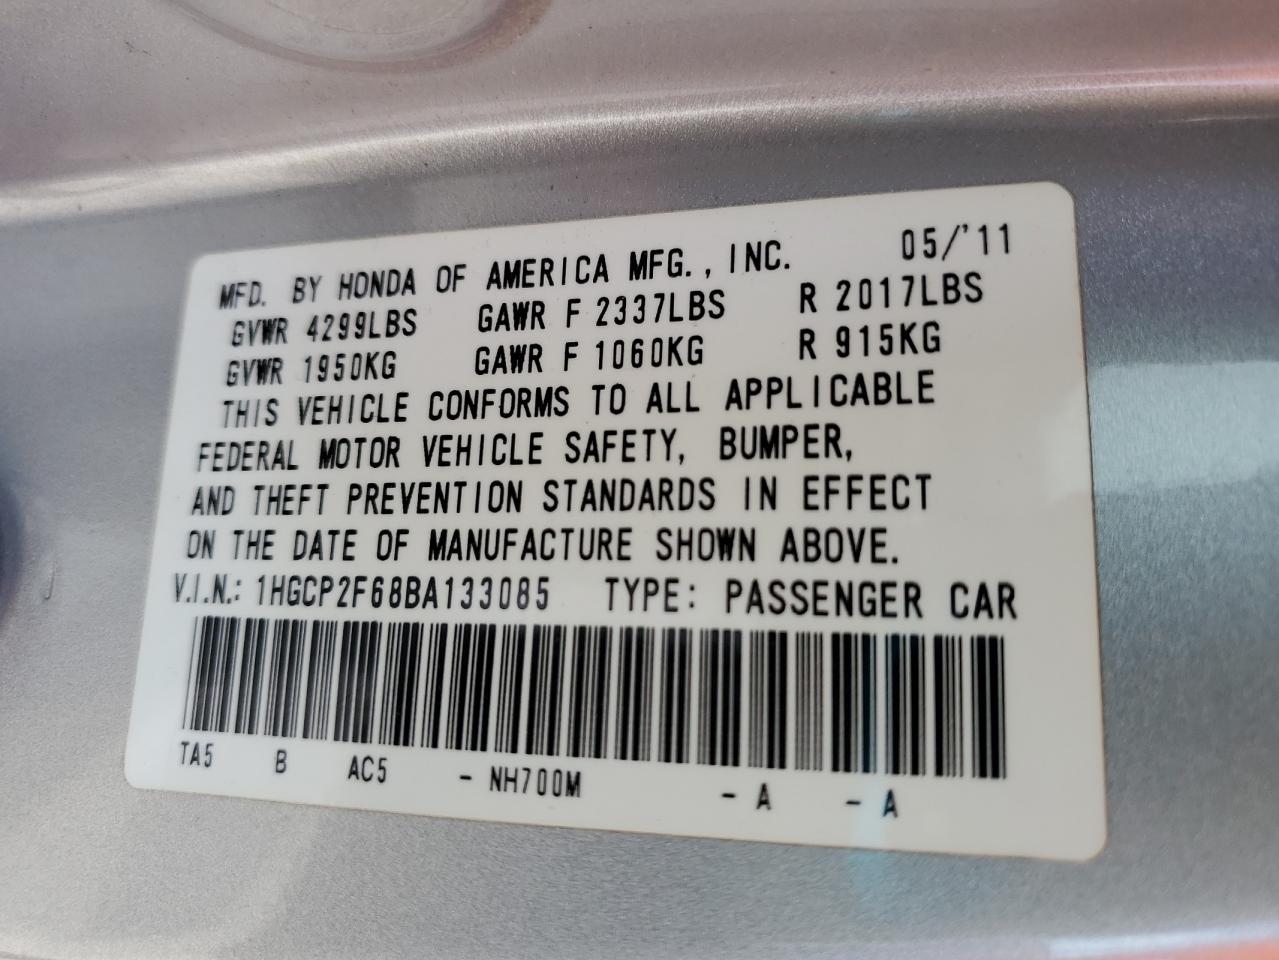 MFD. BY HONDA OF AMERICA MFG., INC. 05/'11
GVWR 4299LBS GAWR F 2337LBS R 2017LBS
GVWR 1950KG GAWR F 1060KG R 915KG
THIS VEHICLE CONFORMS TO ALL APPLICABLE
FEDERAL MOTOR VEHICLE SAFETY, BUMPER,
AND THEFT PREVENTION STANDARDS IN EFFECT
ON THE DATE OF MANUFACTURE SHOWN ABOVE.
V.I.N.: 1HGCP2F68BA133085 TYPE: PASSENGER CAR
TA5 B AC5 - NH700M - A - A